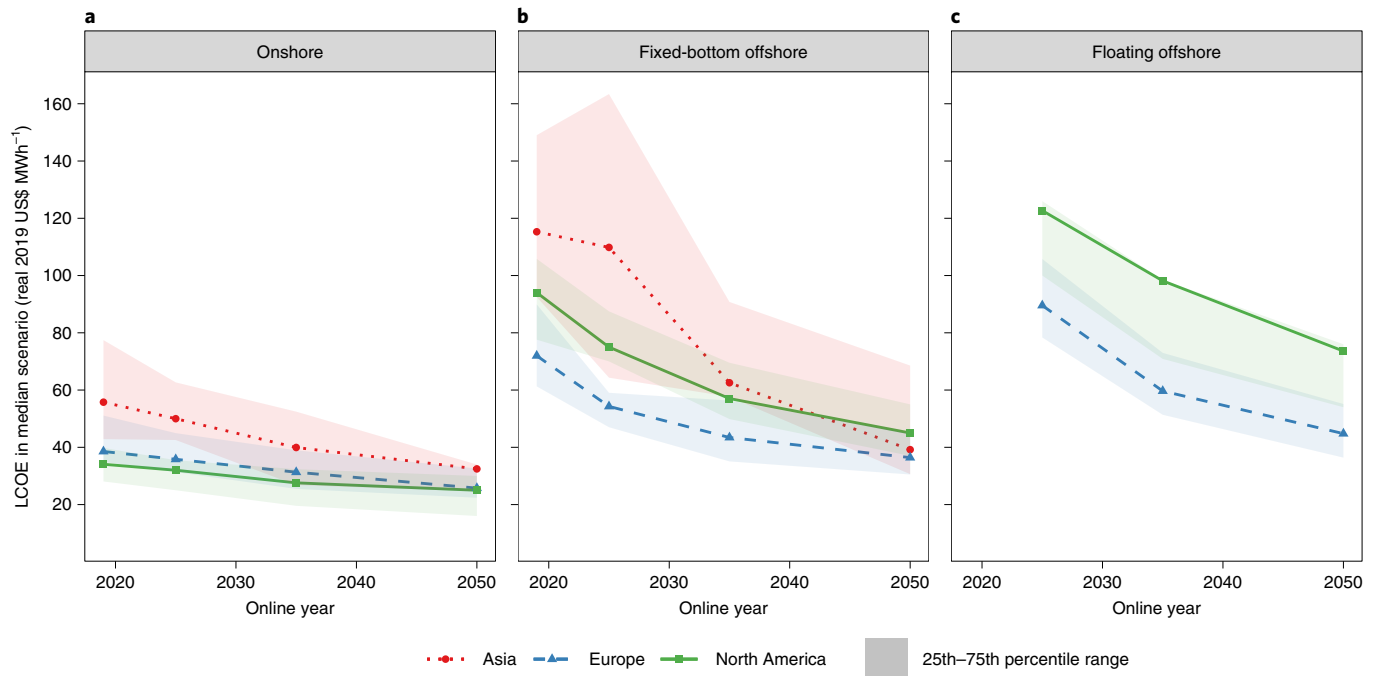 a
b
c
Onshore
Fixed-bottom offshore
Floating offshore
LCOE in median scenario (real 2019 US$ MWh⁻¹)
160
140
120
100
80
60
40
20
2020 2030 2040 2050
2020 2030 2040 2050
2020 2030 2040 2050
Online year
Online year
Online year
Asia Europe North America 25th–75th percentile range